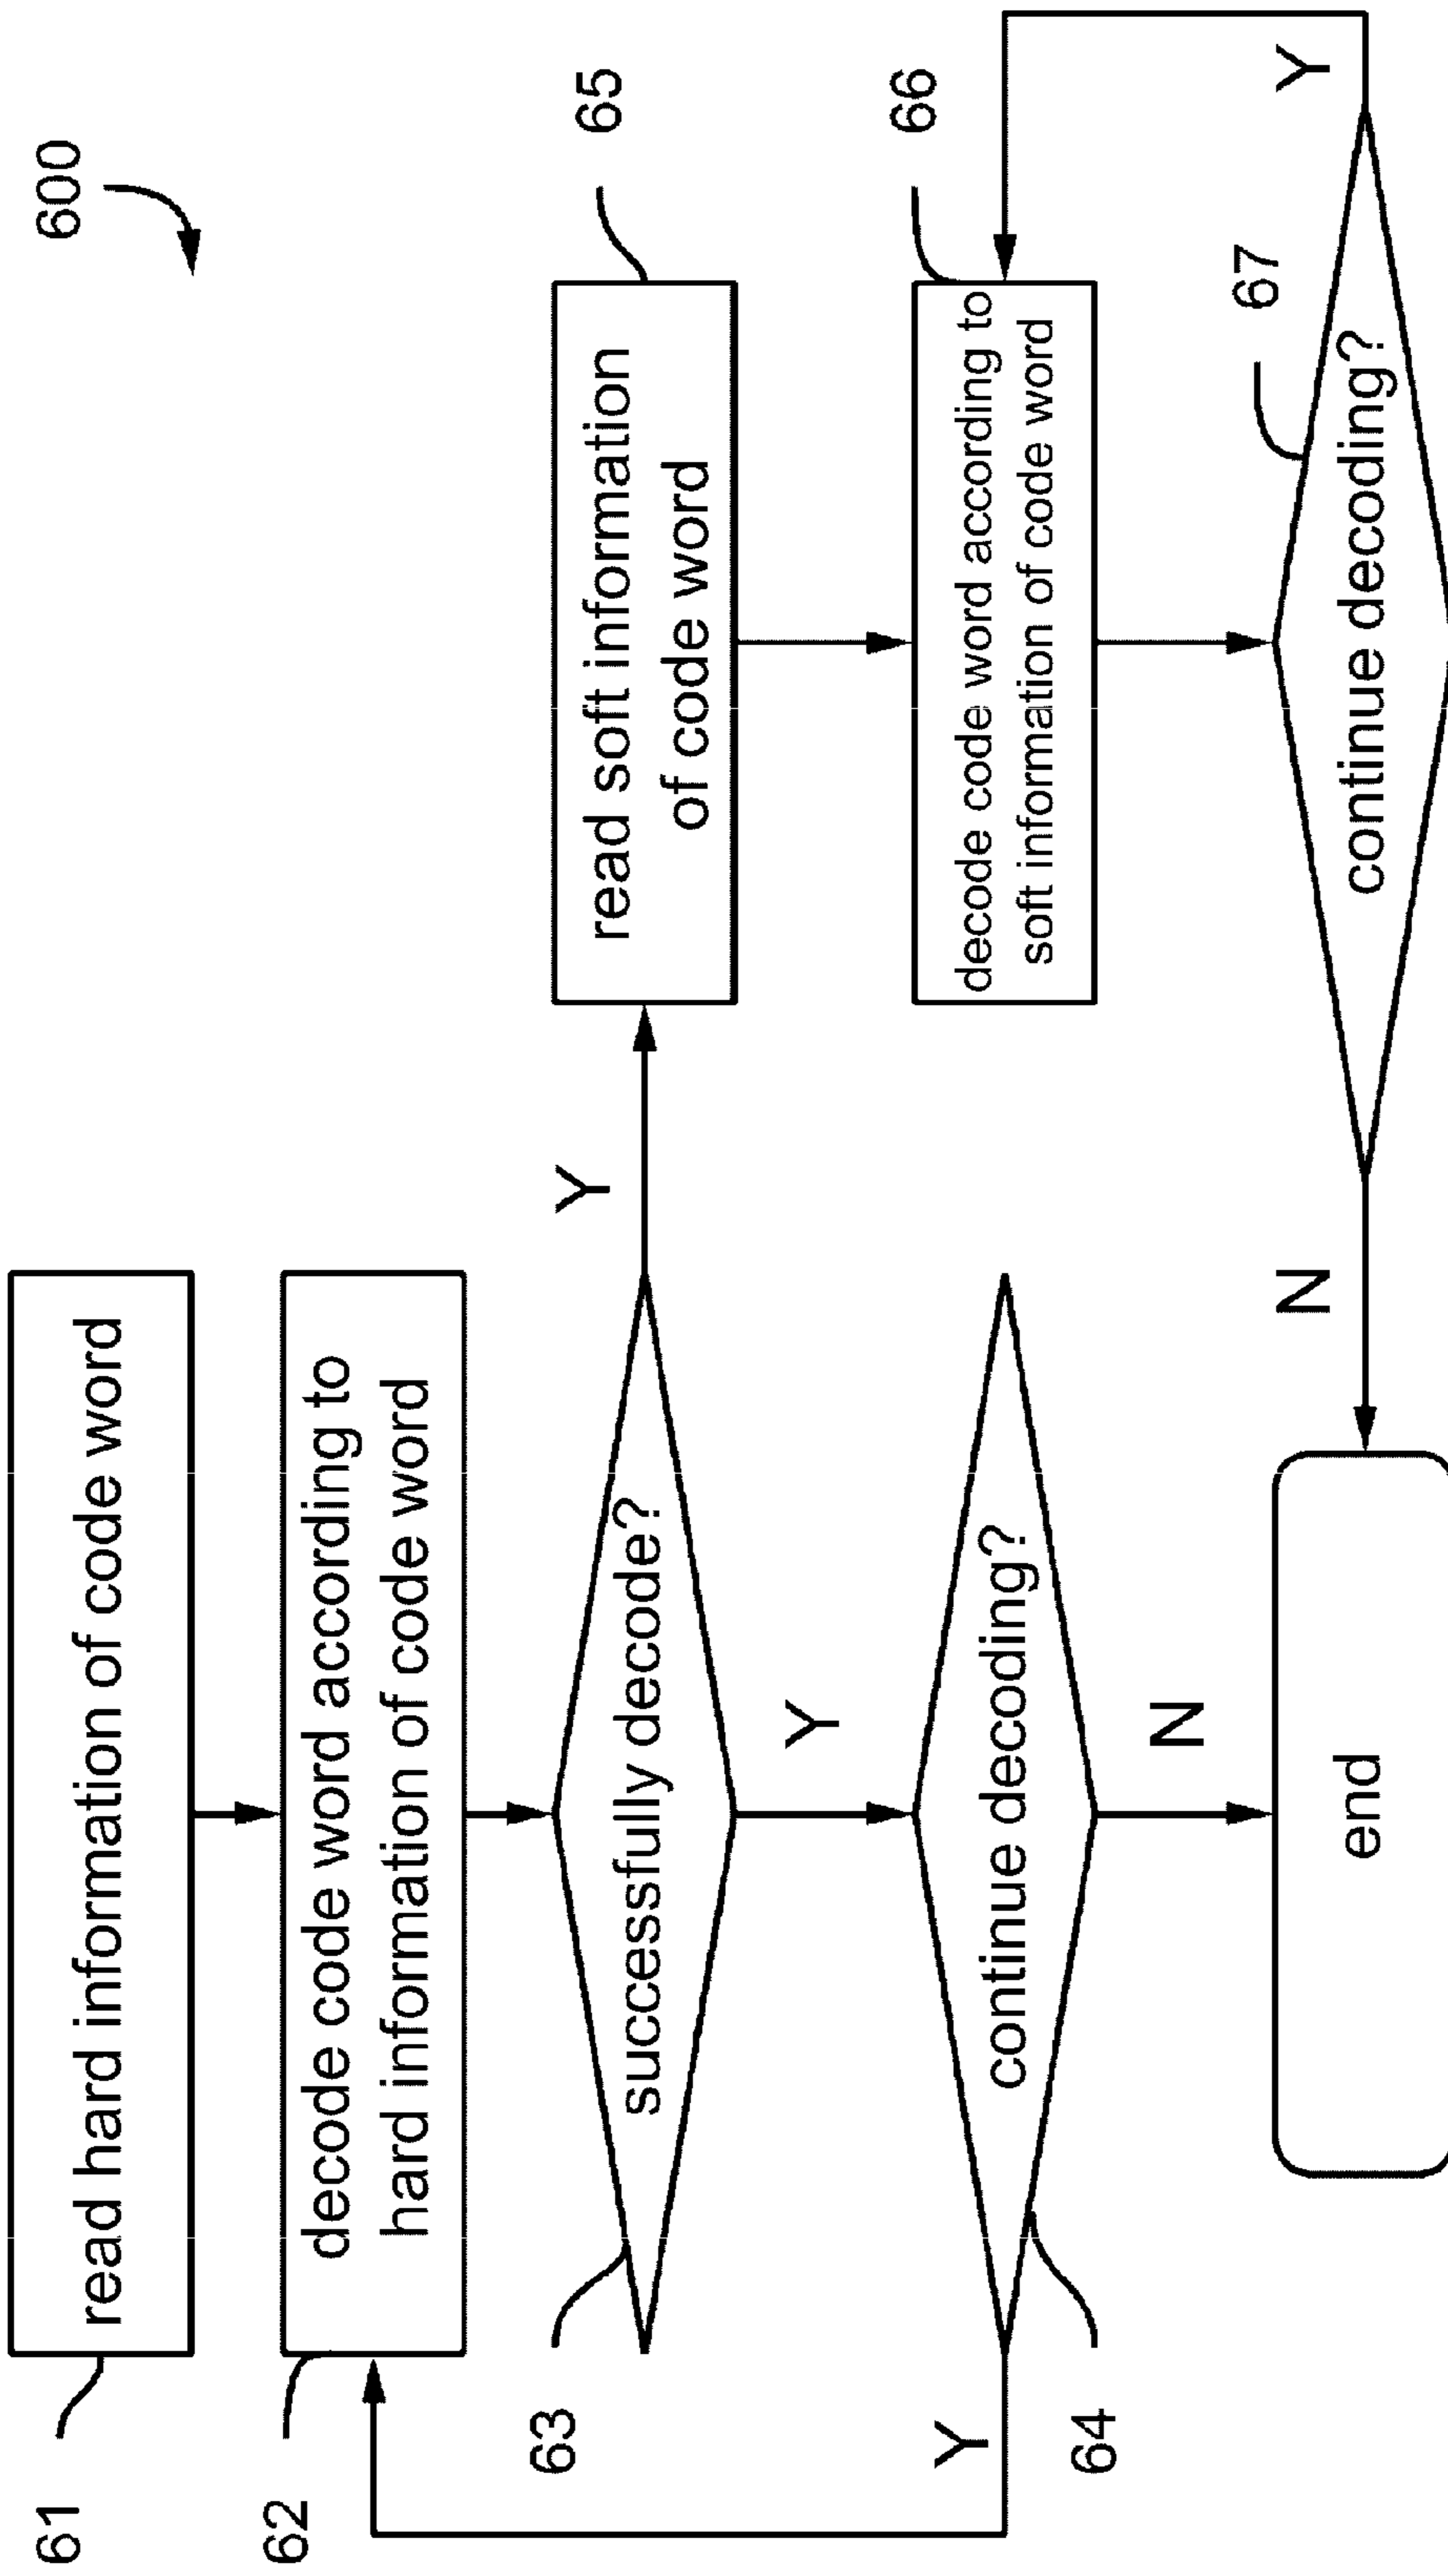 600
61
read hard information of code word
62
decode code word according to
hard information of code word
63
successfully decode?
Y
65
read soft information
of code word
Y
64
continue decoding?
Y
66
decode code word according to
soft information of code word
N
67
continue decoding?
Y
N
end